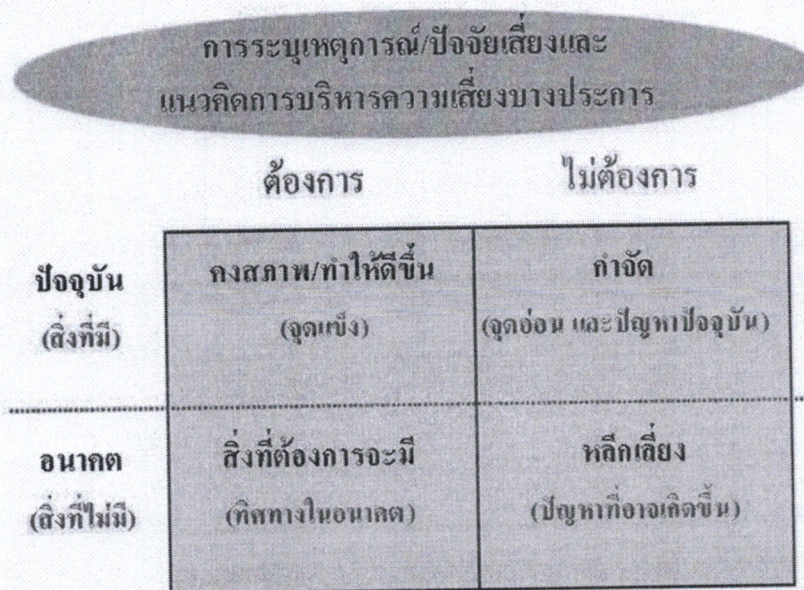 การระบุเหตุการณ์/ปัจจัยเสี่ยงและ
แนวคิดการบริหารความเสี่ยงบางประการ
ต้องการ ไม่ต้องการ
ปัจจุบัน คงสภาพ/ทำให้ดีขึ้น กำจัด
(สิ่งที่มี) (จุดแข็ง) (จุดอ่อน และปัญหาปัจจุบัน)
อนาคต สิ่งที่ต้องการจะมี หลีกเลี่ยง
(สิ่งที่ไม่มี) (ทิศทางในอนาคต) (ปัญหาที่อาจเกิดขึ้น)